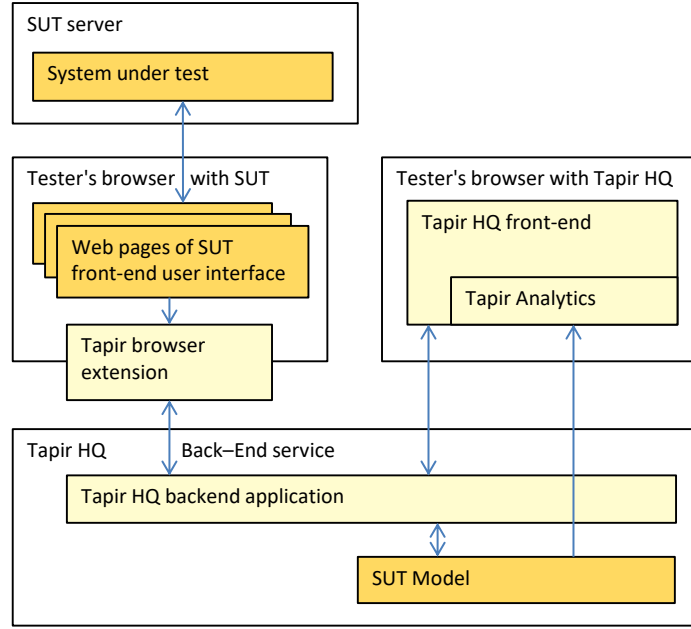 SUT server
System under test
Tester's browser with SUT
Web pages of SUT
front-end user interface
Tapir browser
extension
Tester's browser with Tapir HQ
Tapir HQ front-end
Tapir Analytics
Tapir HQ Back–End service
Tapir HQ backend application
SUT Model